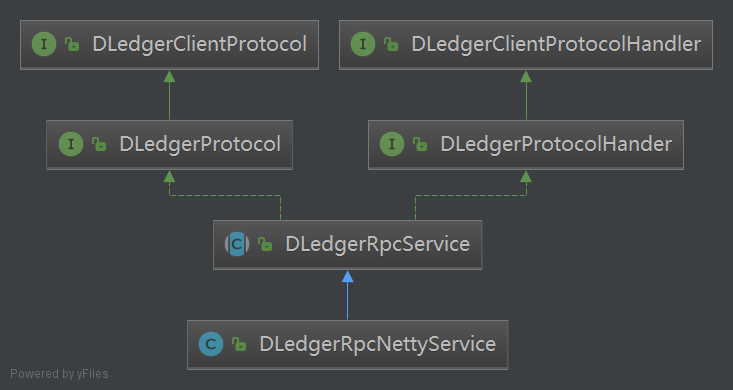 I DLedgerClientProtocol
I DLedgerClientProtocolHandler
I DLedgerProtocol
I DLedgerProtocolHander
C DLedgerRpcService
C DLedgerRpcNettyService
Powered by yFiles